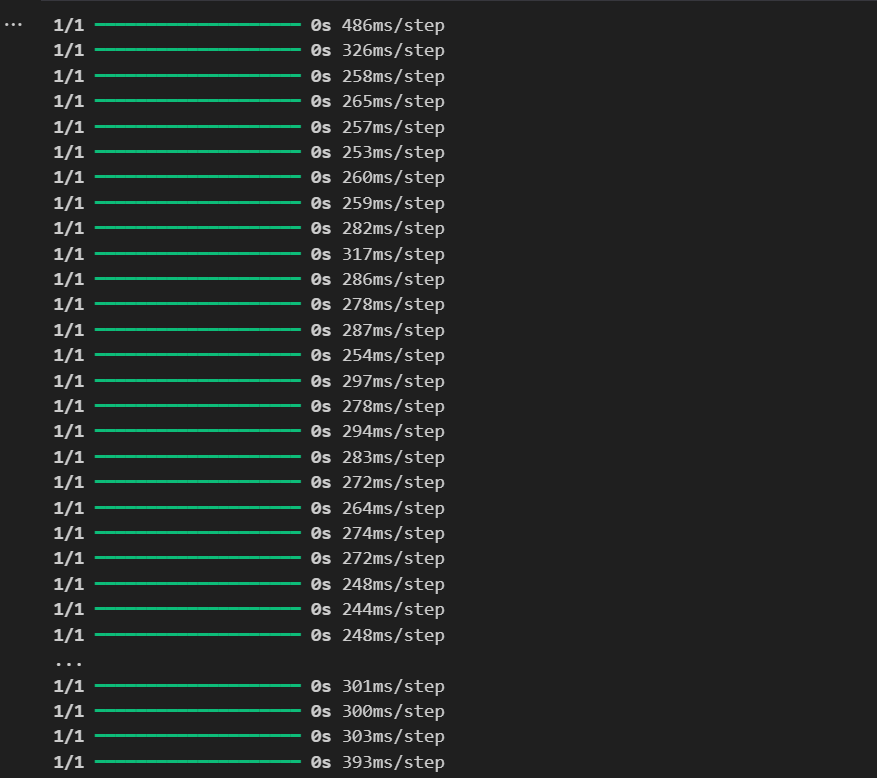 ...
1/1 ━━━━━━━━━━━━━━━━━━━━ 0s 486ms/step
1/1 ━━━━━━━━━━━━━━━━━━━━ 0s 326ms/step
1/1 ━━━━━━━━━━━━━━━━━━━━ 0s 258ms/step
1/1 ━━━━━━━━━━━━━━━━━━━━ 0s 265ms/step
1/1 ━━━━━━━━━━━━━━━━━━━━ 0s 257ms/step
1/1 ━━━━━━━━━━━━━━━━━━━━ 0s 253ms/step
1/1 ━━━━━━━━━━━━━━━━━━━━ 0s 260ms/step
1/1 ━━━━━━━━━━━━━━━━━━━━ 0s 259ms/step
1/1 ━━━━━━━━━━━━━━━━━━━━ 0s 282ms/step
1/1 ━━━━━━━━━━━━━━━━━━━━ 0s 317ms/step
1/1 ━━━━━━━━━━━━━━━━━━━━ 0s 286ms/step
1/1 ━━━━━━━━━━━━━━━━━━━━ 0s 278ms/step
1/1 ━━━━━━━━━━━━━━━━━━━━ 0s 287ms/step
1/1 ━━━━━━━━━━━━━━━━━━━━ 0s 254ms/step
1/1 ━━━━━━━━━━━━━━━━━━━━ 0s 297ms/step
1/1 ━━━━━━━━━━━━━━━━━━━━ 0s 278ms/step
1/1 ━━━━━━━━━━━━━━━━━━━━ 0s 294ms/step
1/1 ━━━━━━━━━━━━━━━━━━━━ 0s 283ms/step
1/1 ━━━━━━━━━━━━━━━━━━━━ 0s 272ms/step
1/1 ━━━━━━━━━━━━━━━━━━━━ 0s 264ms/step
1/1 ━━━━━━━━━━━━━━━━━━━━ 0s 274ms/step
1/1 ━━━━━━━━━━━━━━━━━━━━ 0s 272ms/step
1/1 ━━━━━━━━━━━━━━━━━━━━ 0s 248ms/step
1/1 ━━━━━━━━━━━━━━━━━━━━ 0s 244ms/step
1/1 ━━━━━━━━━━━━━━━━━━━━ 0s 248ms/step
...
1/1 ━━━━━━━━━━━━━━━━━━━━ 0s 301ms/step
1/1 ━━━━━━━━━━━━━━━━━━━━ 0s 300ms/step
1/1 ━━━━━━━━━━━━━━━━━━━━ 0s 303ms/step
1/1 ━━━━━━━━━━━━━━━━━━━━ 0s 393ms/step